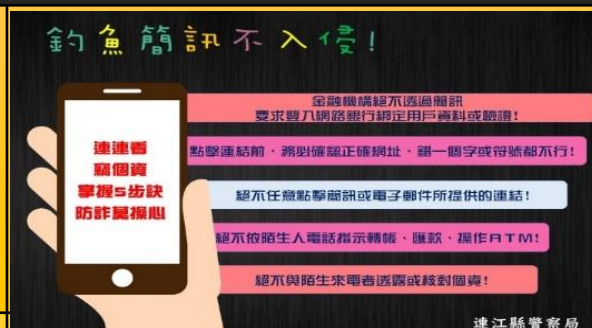 釣魚簡訊不入侵!
連連看
竊個資
掌握5步訣
防詐莫操心
金融機構絕不透過簡訊
要求登入網路銀行綁定用戶資料或驗證!
點擊連結前，務必確認正確網址，錯一個字或符號都不行!
絕不任意點擊簡訊或電子郵件所提供的連結!
絕不依陌生人電話指示轉帳、匯款、操作ATM!
絕不與陌生來電者透露或核對個資!
連江縣警察局